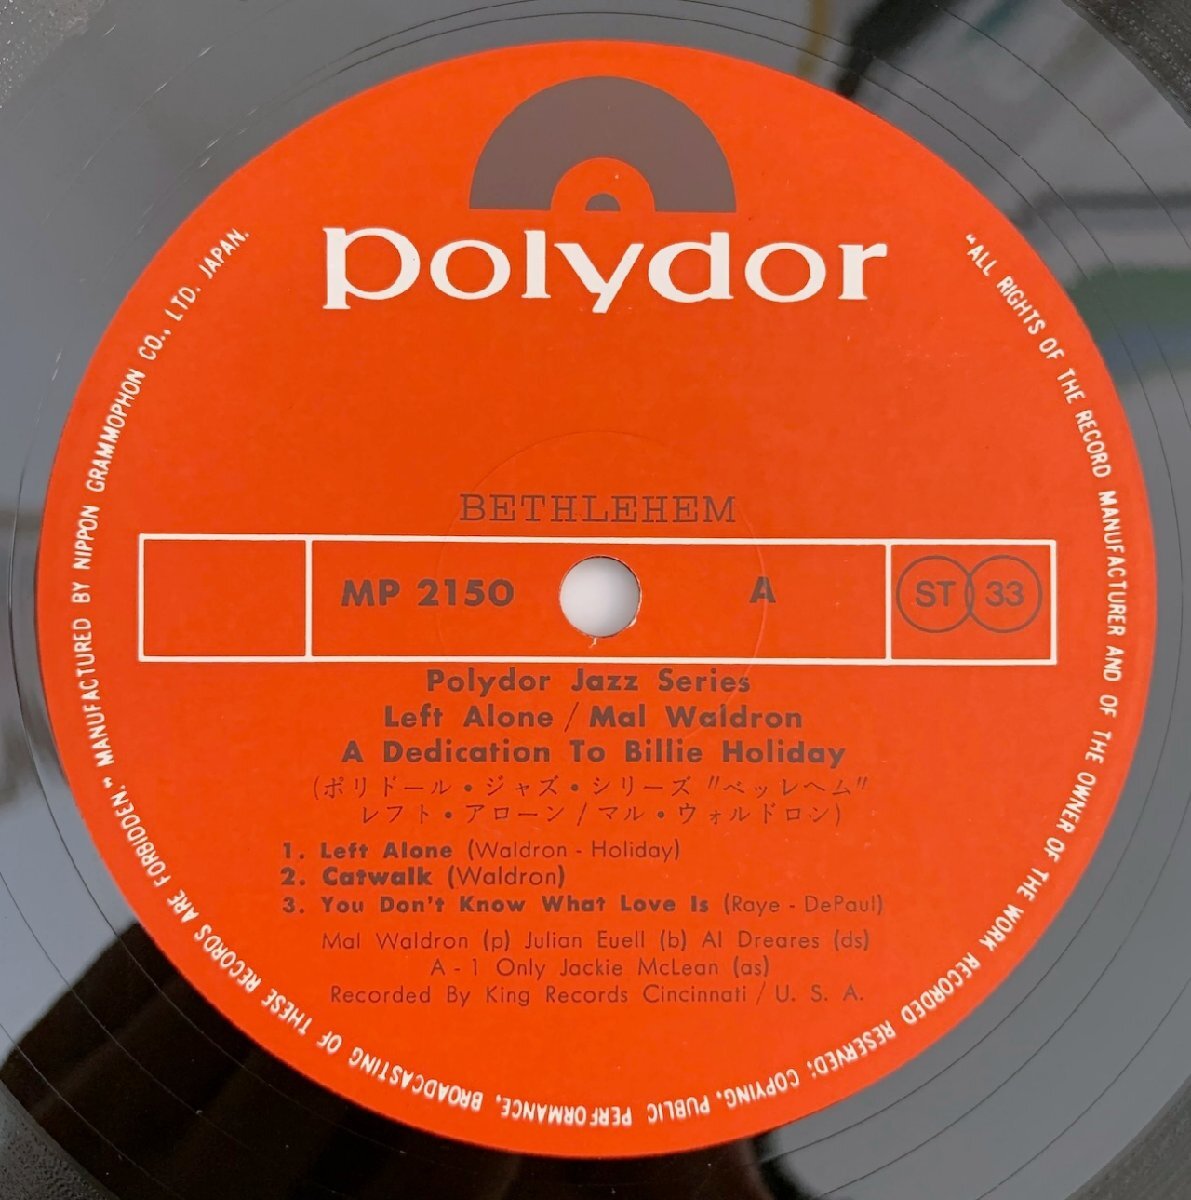 polydor
BETHLEHEM
MP 2150
A
ST 33
Polydor Jazz Series
Left Alone / Mal Waldron
A Dedication To Billie Holiday
(ポリドール・ジャズ・シリーズ "ベッレヘム"
レフト・アローン / マル・ウォルドロン)
1. Left Alone (Waldron - Holiday)
2. Catwalk (Waldron)
3. You Don't Know What Love Is (Raye - DePaul)
Mal Waldron (p) Julian Euell (b) Al Dreares (ds)
A - 1 Only Jackie McLean (as)
Recorded By King Records Cincinnati / U. S. A.
"ALL RIGHTS OF THE RECORD MANUFACTURER AND OF THE OWNER OF THE WORK RECORDED RESERVED; COPYING, PUBLIC PERFORMANCE, BROADCASTING OF THESE RECORDS ARE FORBIDDEN." MANUFACTURED BY NIPPON GRAMMOPHON CO., LTD. JAPAN.